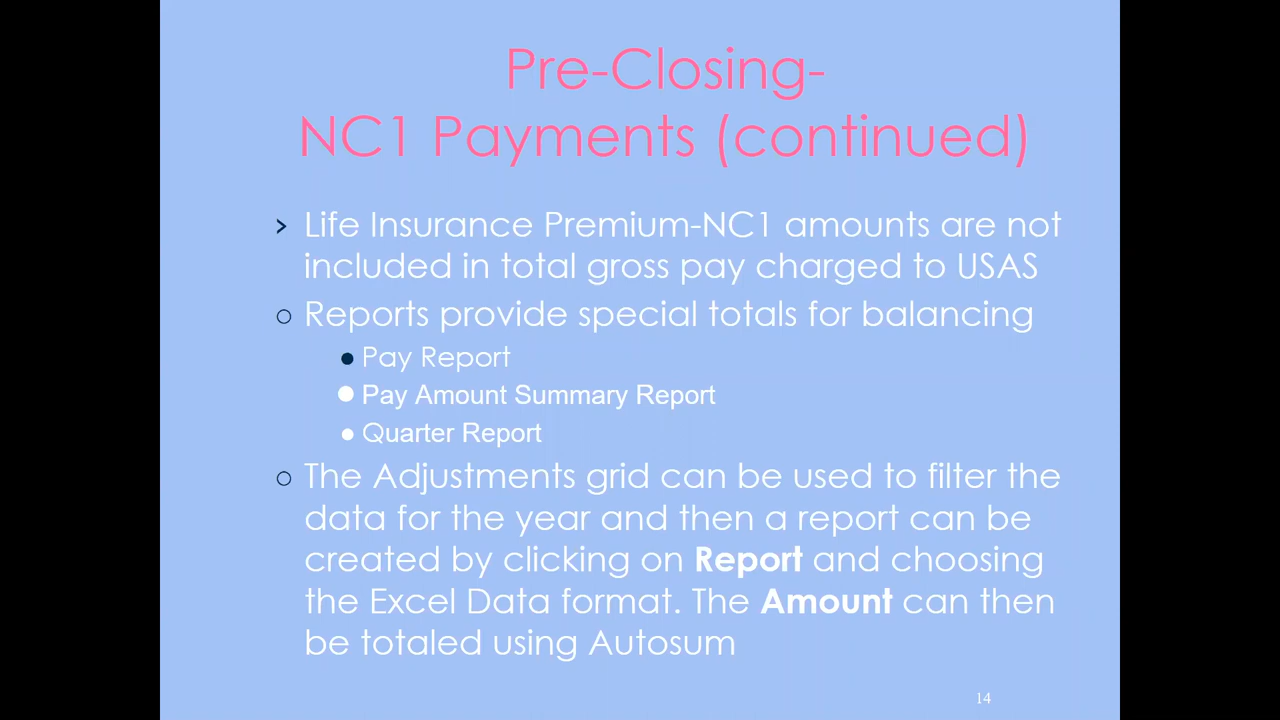 Pre-Closing-
NC1 Payments (continued)
› Life Insurance Premium-NC1 amounts are not
included in total gross pay charged to USAS
○ Reports provide special totals for balancing
● Pay Report
● Pay Amount Summary Report
● Quarter Report
○ The Adjustments grid can be used to filter the
data for the year and then a report can be
created by clicking on Report and choosing
the Excel Data format. The Amount can then
be totaled using Autosum
14